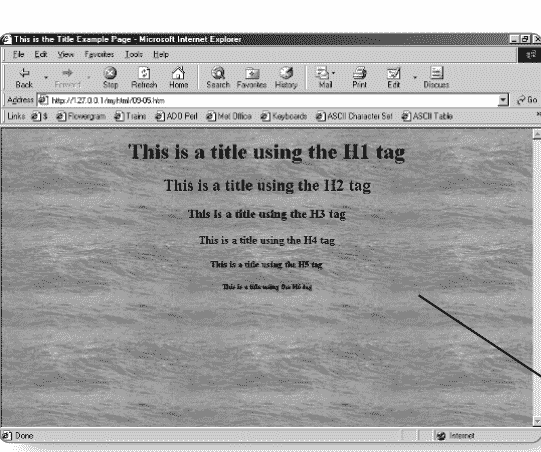 This is the Title Example Page - Microsoft Internet Explorer
File Edit View Favorites Tools Help
Back Forward Stop Refresh Home Search Favorites History Mail Print Edit Discuss
Address http://127.0.0.1/myhtml/09-05.htm Go
Links $ Flowergram Trains ADO Perl Met Office Keyboards ASCII Character Set ASCII Table
This is a title using the H1 tag
This is a title using the H2 tag
This is a title using the H3 tag
This is a title using the H4 tag
This is a title using the H5 tag
This is a title using the H6 tag
Done Internet